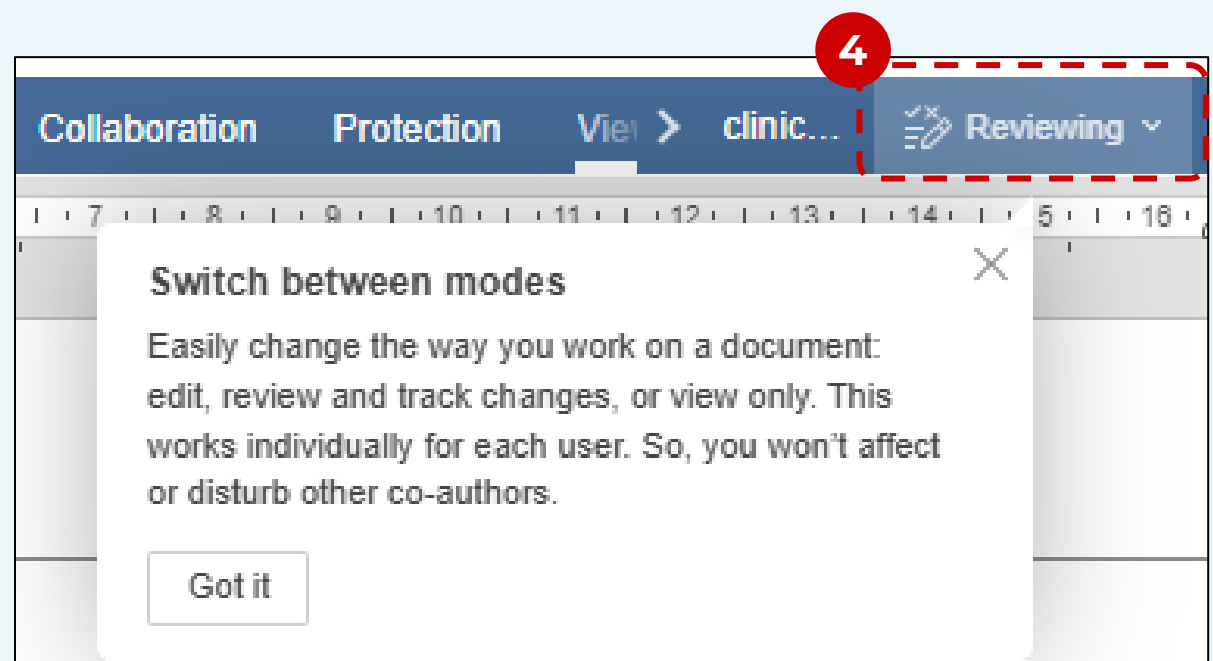 4
Collaboration Protection Vie clinic... Reviewing
7 8 9 10 11 12 13 14 5 16
Switch between modes
Easily change the way you work on a document:
edit, review and track changes, or view only. This
works individually for each user. So, you won't affect
or disturb other co-authors.
Got it